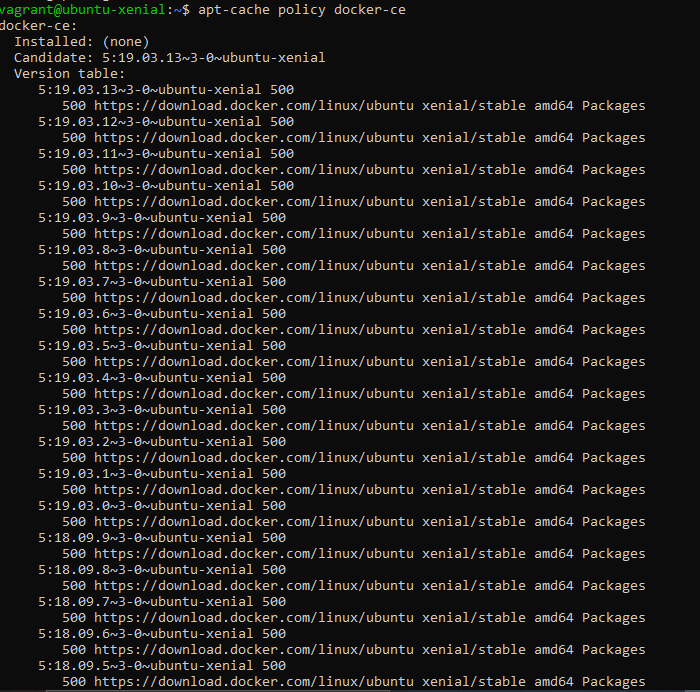 vagrant@ubuntu-xenial:~$ apt-cache policy docker-ce
docker-ce:
  Installed: (none)
  Candidate: 5:19.03.13~3-0~ubuntu-xenial
  Version table:
     5:19.03.13~3-0~ubuntu-xenial 500
        500 https://download.docker.com/linux/ubuntu xenial/stable amd64 Packages
     5:19.03.12~3-0~ubuntu-xenial 500
        500 https://download.docker.com/linux/ubuntu xenial/stable amd64 Packages
     5:19.03.11~3-0~ubuntu-xenial 500
        500 https://download.docker.com/linux/ubuntu xenial/stable amd64 Packages
     5:19.03.10~3-0~ubuntu-xenial 500
        500 https://download.docker.com/linux/ubuntu xenial/stable amd64 Packages
     5:19.03.9~3-0~ubuntu-xenial 500
        500 https://download.docker.com/linux/ubuntu xenial/stable amd64 Packages
     5:19.03.8~3-0~ubuntu-xenial 500
        500 https://download.docker.com/linux/ubuntu xenial/stable amd64 Packages
     5:19.03.7~3-0~ubuntu-xenial 500
        500 https://download.docker.com/linux/ubuntu xenial/stable amd64 Packages
     5:19.03.6~3-0~ubuntu-xenial 500
        500 https://download.docker.com/linux/ubuntu xenial/stable amd64 Packages
     5:19.03.5~3-0~ubuntu-xenial 500
        500 https://download.docker.com/linux/ubuntu xenial/stable amd64 Packages
     5:19.03.4~3-0~ubuntu-xenial 500
        500 https://download.docker.com/linux/ubuntu xenial/stable amd64 Packages
     5:19.03.3~3-0~ubuntu-xenial 500
        500 https://download.docker.com/linux/ubuntu xenial/stable amd64 Packages
     5:19.03.2~3-0~ubuntu-xenial 500
        500 https://download.docker.com/linux/ubuntu xenial/stable amd64 Packages
     5:19.03.1~3-0~ubuntu-xenial 500
        500 https://download.docker.com/linux/ubuntu xenial/stable amd64 Packages
     5:19.03.0~3-0~ubuntu-xenial 500
        500 https://download.docker.com/linux/ubuntu xenial/stable amd64 Packages
     5:18.09.9~3-0~ubuntu-xenial 500
        500 https://download.docker.com/linux/ubuntu xenial/stable amd64 Packages
     5:18.09.8~3-0~ubuntu-xenial 500
        500 https://download.docker.com/linux/ubuntu xenial/stable amd64 Packages
     5:18.09.7~3-0~ubuntu-xenial 500
        500 https://download.docker.com/linux/ubuntu xenial/stable amd64 Packages
     5:18.09.6~3-0~ubuntu-xenial 500
        500 https://download.docker.com/linux/ubuntu xenial/stable amd64 Packages
     5:18.09.5~3-0~ubuntu-xenial 500
        500 https://download.docker.com/linux/ubuntu xenial/stable amd64 Packages